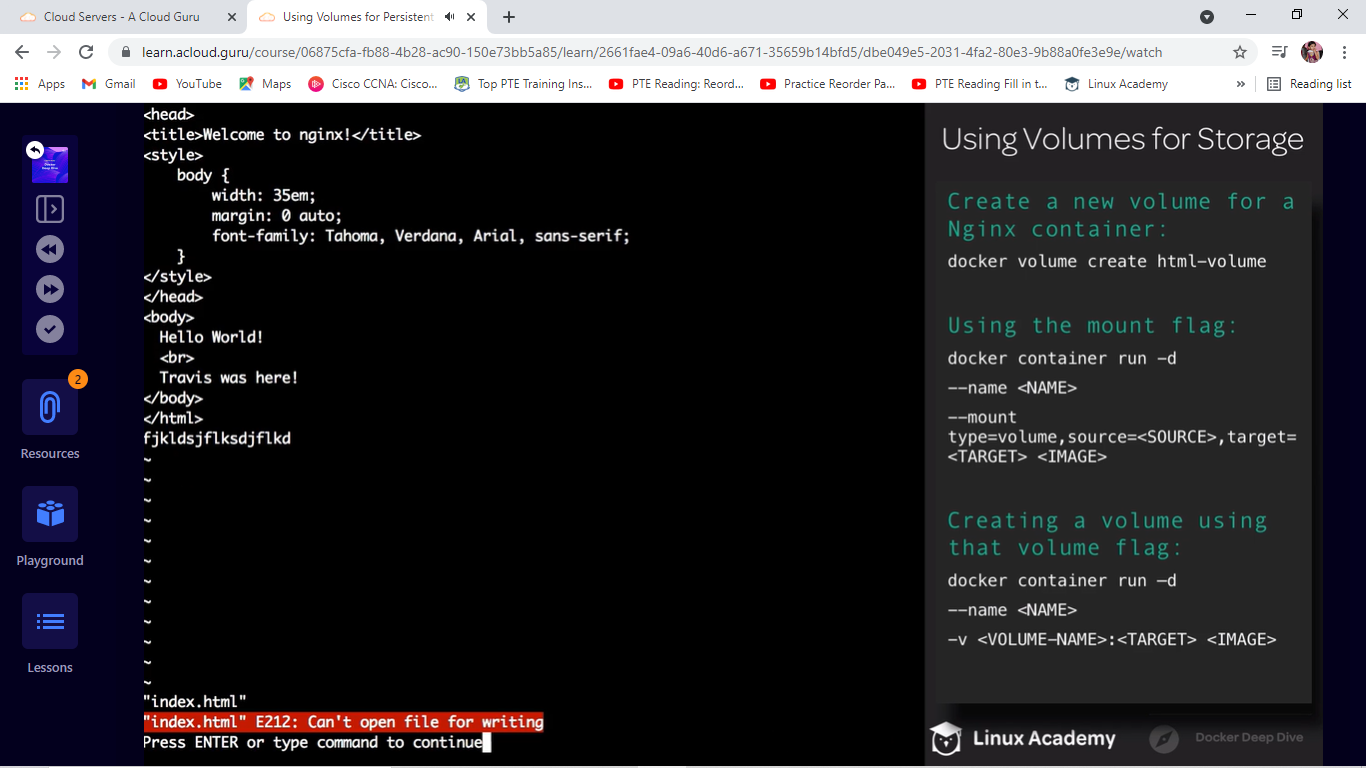 Cloud Servers - A Cloud Guru
Using Volumes for Persistent
learn.acloud.guru/course/06875cfa-fb88-4b28-ac90-150e73bb5a85/learn/2661fae4-09a6-40d6-a671-35659b14bfd5/dbe049e5-2031-4fa2-80e3-9b88a0fe3e9e/watch
Apps
Gmail
YouTube
Maps
Cisco CCNA: Cisco...
Top PTE Training Ins...
PTE Reading: Reord...
Practice Reorder Pa...
PTE Reading Fill in t...
Linux Academy
»
Reading list
2
Resources
Playground
Lessons
<head>
<title>Welcome to nginx!</title>
<style>
body {
width: 35em;
margin: 0 auto;
font-family: Tahoma, Verdana, Arial, sans-serif;
}
</style>
</head>
<body>
Hello World!
<br>
Travis was here!
</body>
</html>
fjkldsjflksdjflkd
~
~
~
~
~
~
~
~
~
~
~
~
"index.html"
"index.html" E212: Can't open file for writing
Press ENTER or type command to continue
Using Volumes for Storage
Create a new volume for a
Nginx container:
docker volume create html-volume
Using the mount flag:
docker container run -d
--name <NAME>
--mount
type=volume,source=<SOURCE>,target=
<TARGET> <IMAGE>
Creating a volume using
that volume flag:
docker container run -d
--name <NAME>
-v <VOLUME-NAME>:<TARGET> <IMAGE>
Linux Academy
Docker Deep Dive